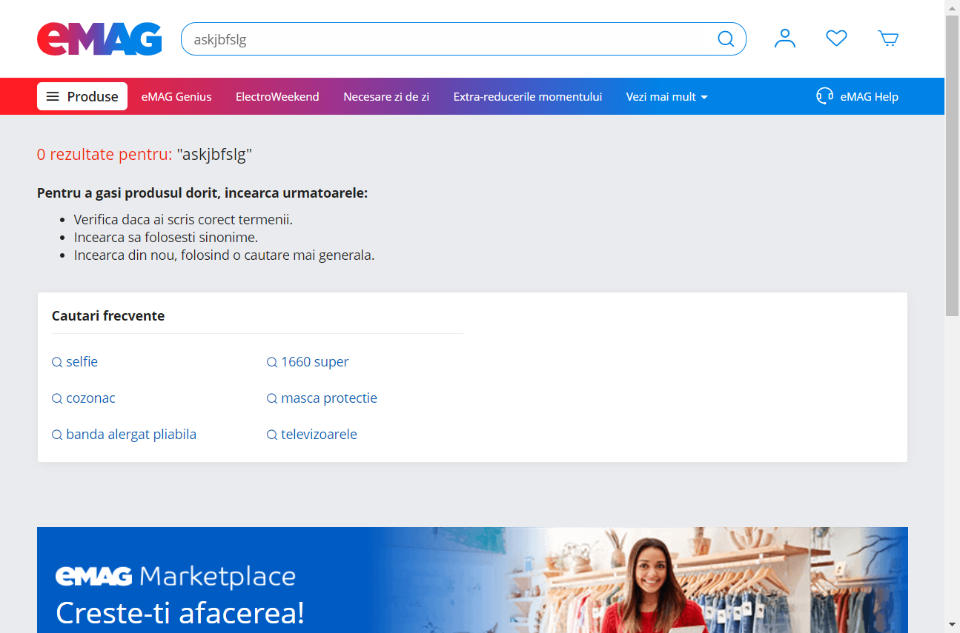 eMAG
askjbfslg
Produse
eMAG Genius
ElectroWeekend
Necesare zi de zi
Extra-reducerile momentului
Vezi mai mult
eMAG Help
0 rezultate pentru: "askjbfslg"
Pentru a gasi produsul dorit, incearca urmatoarele:
Verifica daca ai scris corect termenii.
Incearca sa folosesti sinonime.
Incearca din nou, folosind o cautare mai generala.
Cautari frecvente
selfie
1660 super
cozonac
masca protectie
banda alergat pliabila
televizoarele
eMAG Marketplace
Creste-ti afacerea!